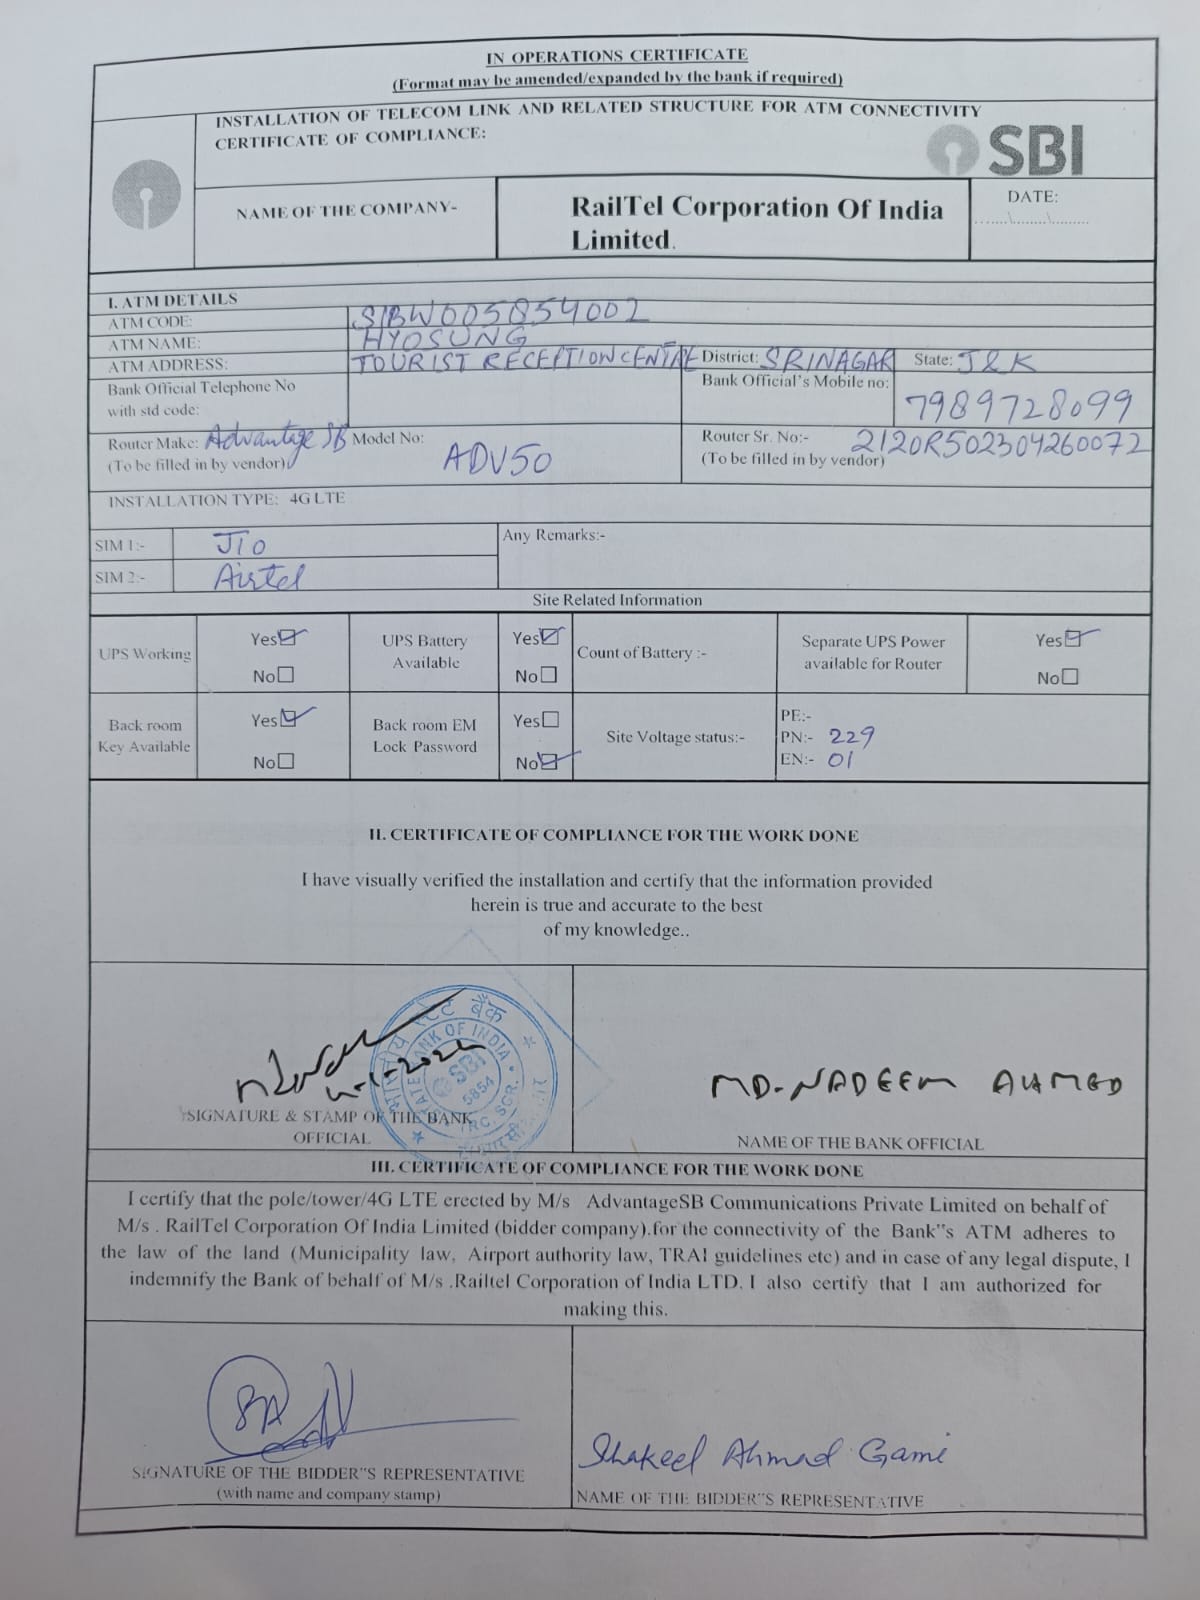 IN OPERATIONS CERTIFICATE
(Format may be amended/expanded by the bank if required)
INSTALLATION OF TELECOM LINK AND RELATED STRUCTURE FOR ATM CONNECTIVITY
CERTIFICATE OF COMPLIANCE:
SBI
NAME OF THE COMPANY-
RailTel Corporation Of India
Limited.
DATE:
I. ATM DETAILS
ATM CODE: S1BW005854002
ATM NAME: HYOSUNG
ATM ADDRESS: TOURIST RECEPTION CENTRE District: SRINAGAR State: J&K
Bank Official Telephone No
with std code:
Bank Official's Mobile no: 7989728099
Router Make: Advantage SB Model No: ADV50
(To be filled in by vendor)
Router Sr. No:- 2120R502304260072
(To be filled in by vendor)
INSTALLATION TYPE: 4G LTE
SIM 1:- JIO
SIM 2:- Airtel
Any Remarks:-
Site Related Information
UPS Working Yes No
UPS Battery Available Yes No
Count of Battery :-
Separate UPS Power available for Router Yes No
Back room Key Available Yes No
Back room EM Lock Password Yes No
Site Voltage status:-
PE:-
PN:- 229
EN:- 01
II. CERTIFICATE OF COMPLIANCE FOR THE WORK DONE
I have visually verified the installation and certify that the information provided
herein is true and accurate to the best
of my knowledge..
भारतीय स्टेट बैंक
STATE BANK OF INDIA
SBI
5854
SIGNATURE & STAMP OF THE BANK
OFFICIAL
MD-NADEEM AHMED
NAME OF THE BANK OFFICIAL
III. CERTIFICATE OF COMPLIANCE FOR THE WORK DONE
I certify that the pole/tower/4G LTE erected by M/s AdvantageSB Communications Private Limited on behalf of
M/s . RailTel Corporation Of India Limited (bidder company).for the connectivity of the Bank"s ATM adheres to
the law of the land (Municipality law, Airport authority law, TRAI guidelines etc) and in case of any legal dispute, I
indemnify the Bank of behalf of M/s .Railtel Corporation of India LTD. I also certify that I am authorized for
making this.
SIGNATURE OF THE BIDDER"S REPRESENTATIVE
(with name and company stamp)
Shakeel Ahmad Gami
NAME OF THE BIDDER"S REPRESENTATIVE